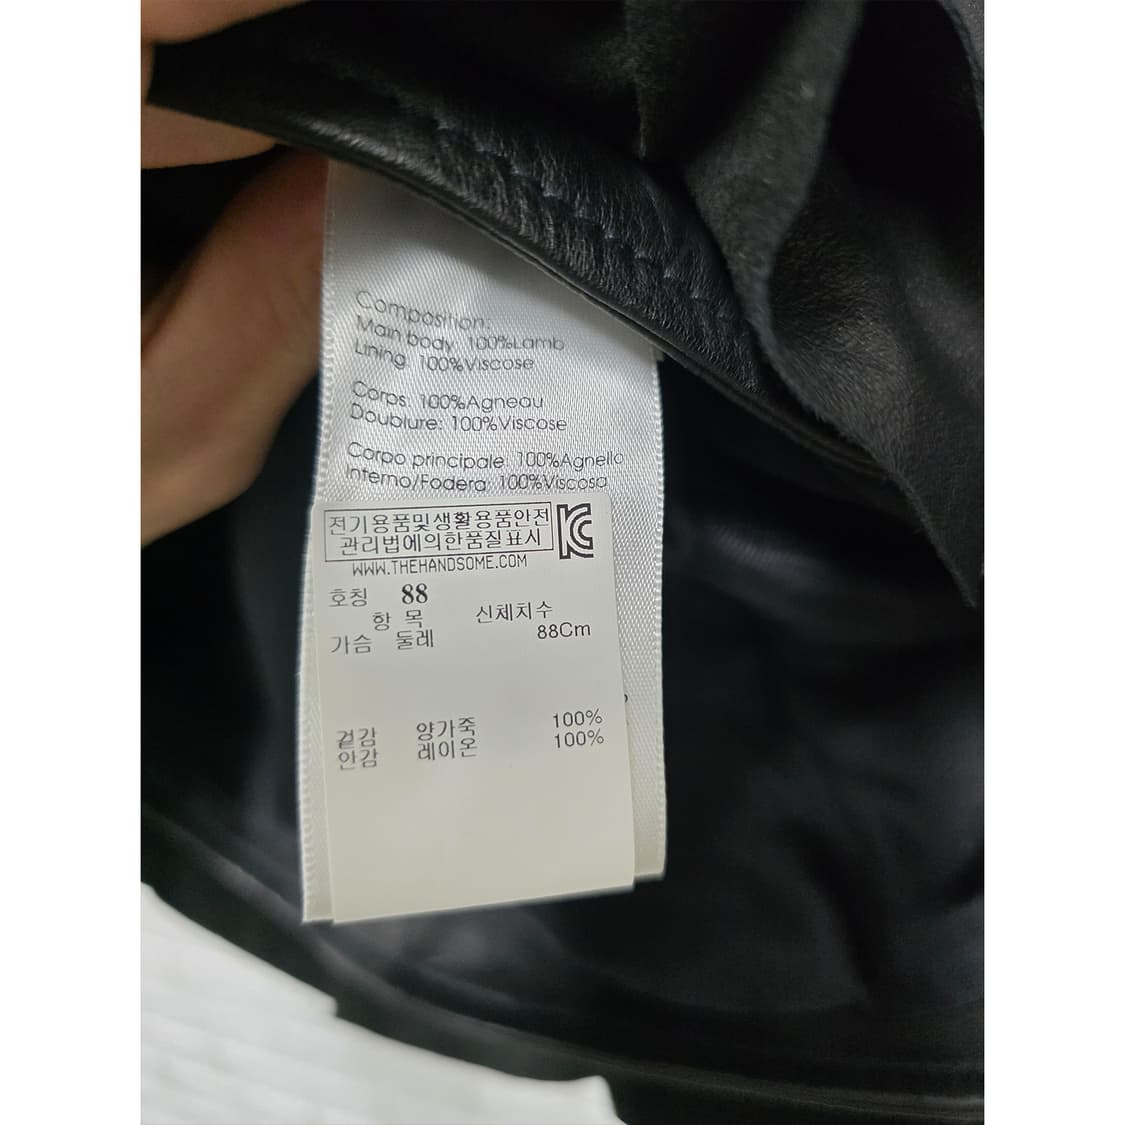 Composition:
Main body 100%Lamb
Lining 100%Viscose
Corps 100%Agneau
Doublure: 100%Viscose
Corpo principale 100%Agnello
Interno/Fodera 100%Viscosa
전기용품및생활용품안전
관리법에의한품질표시
WWW.THEHANDSOME.COM
호칭 88
항 목 신체치수
가슴 둘레 88Cm
겉감 양가죽 100%
안감 레이온 100%